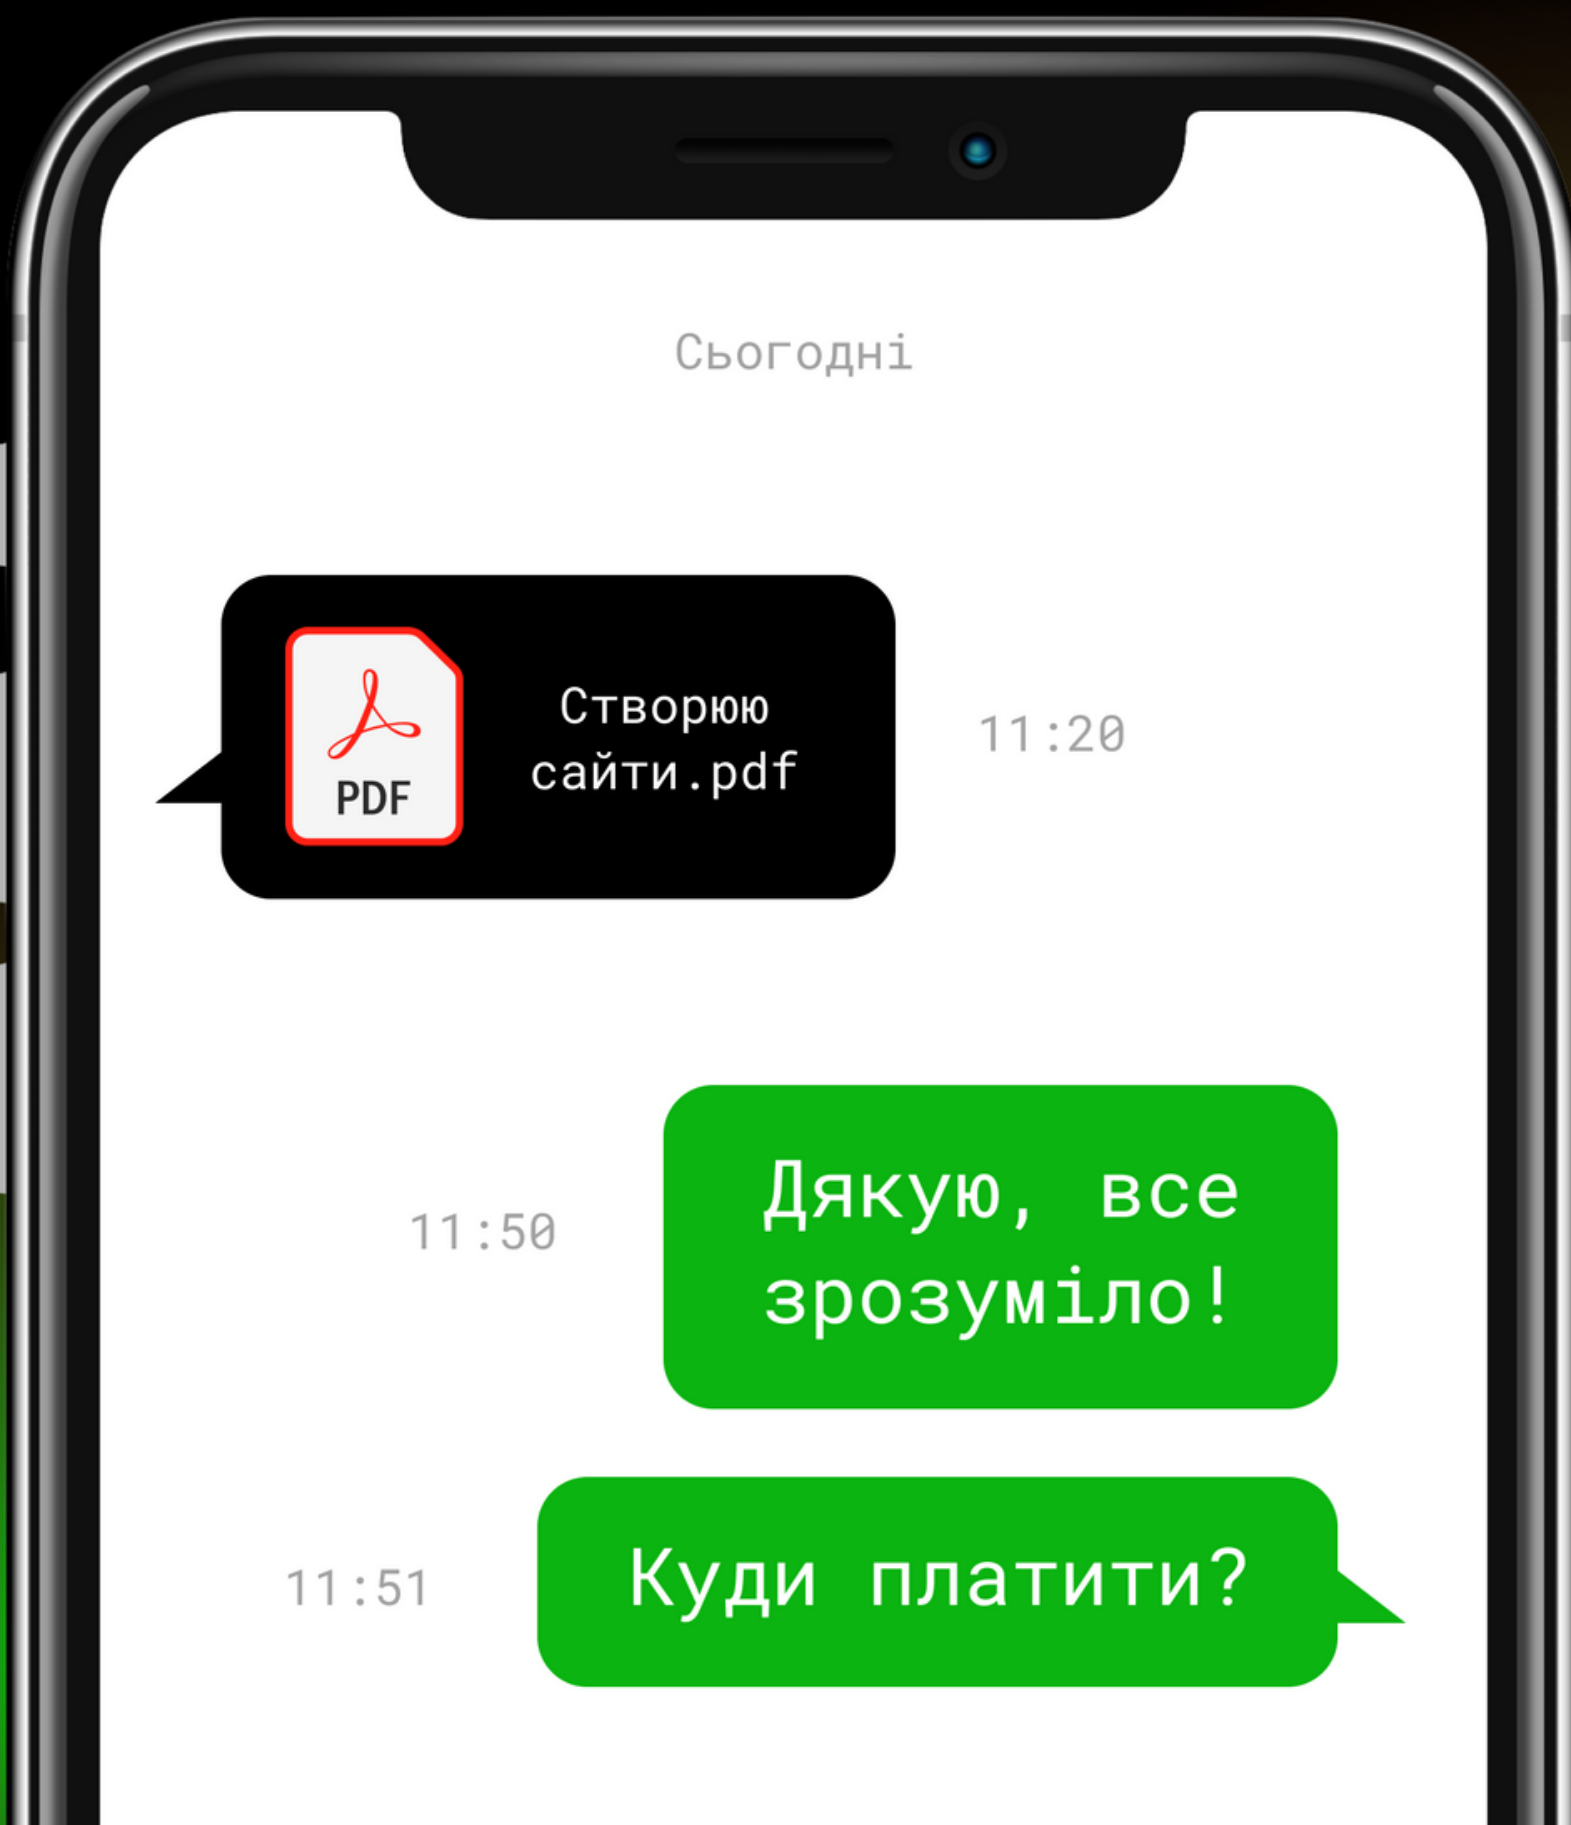 Сьогодні
PDF
Створюю
сайти.pdf
11:20
Дякую, все
зрозуміло!
11:50
Куди платити?
11:51